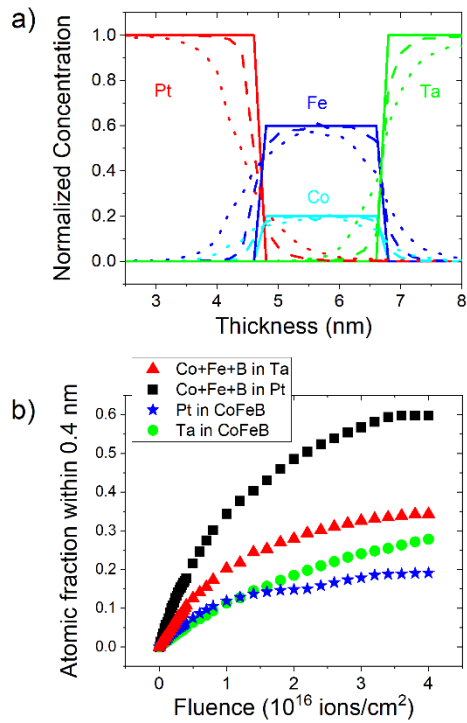 a)
Normalized Concentration
1.0
0.8
0.6
0.4
0.2
0.0
Pt
Fe
Ta
Co
3 4 5 6 7 8
Thickness (nm)
b)
Co+Fe+B in Ta
Co+Fe+B in Pt
Pt in CoFeB
Ta in CoFeB
Atomic fraction within 0.4 nm
0.6
0.5
0.4
0.3
0.2
0.1
0.0
0 1 2 3 4
Fluence (10¹⁶ ions/cm²)